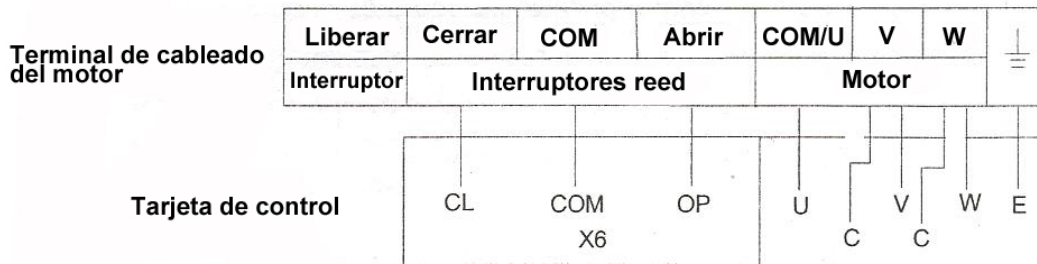 Terminal de cableado
del motor
Liberar Cerrar COM Abrir COM/U V W
Interruptor Interruptores reed Motor
Tarjeta de control
CL COM OP U V W E
X6 C C